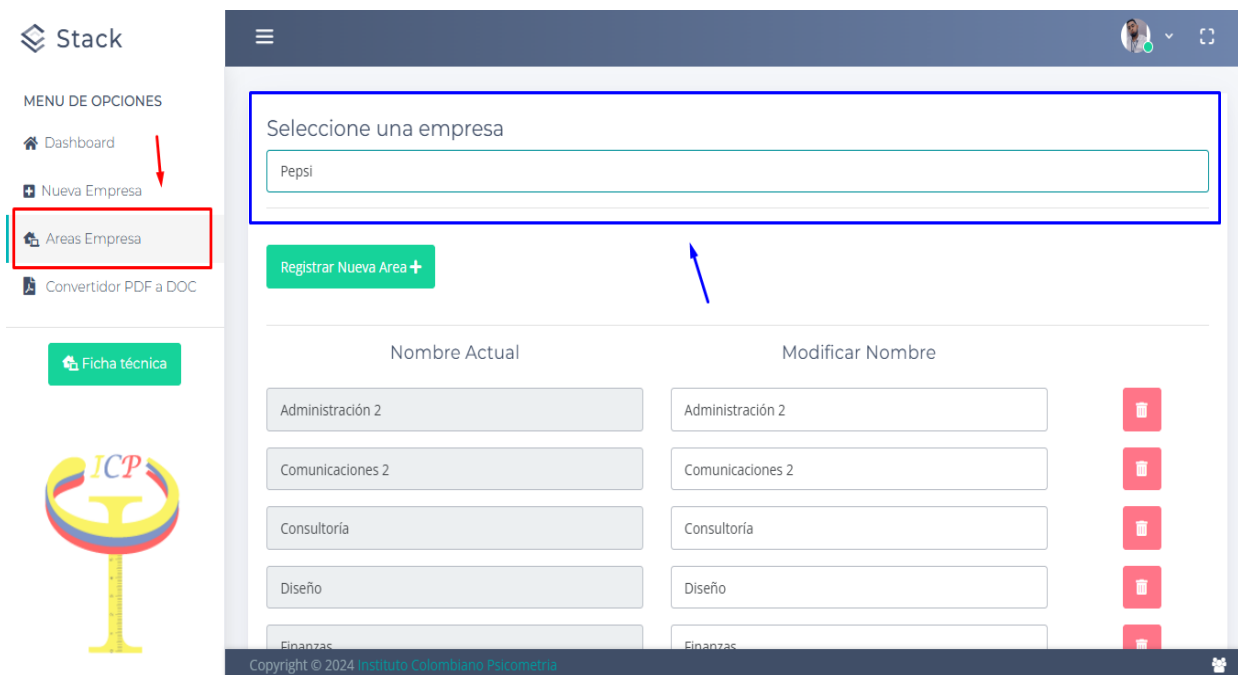 Stack
MENU DE OPCIONES
Dashboard
Nueva Empresa
Areas Empresa
Convertidor PDF a DOC
Ficha técnica
ICP
Seleccione una empresa
Pepsi
Registrar Nueva Area
Nombre Actual Modificar Nombre
Administración 2 Administración 2
Comunicaciones 2 Comunicaciones 2
Consultoría Consultoría
Diseño Diseño
Finanzas Finanzas
Copyright © 2024 Instituto Colombiano Psicometria